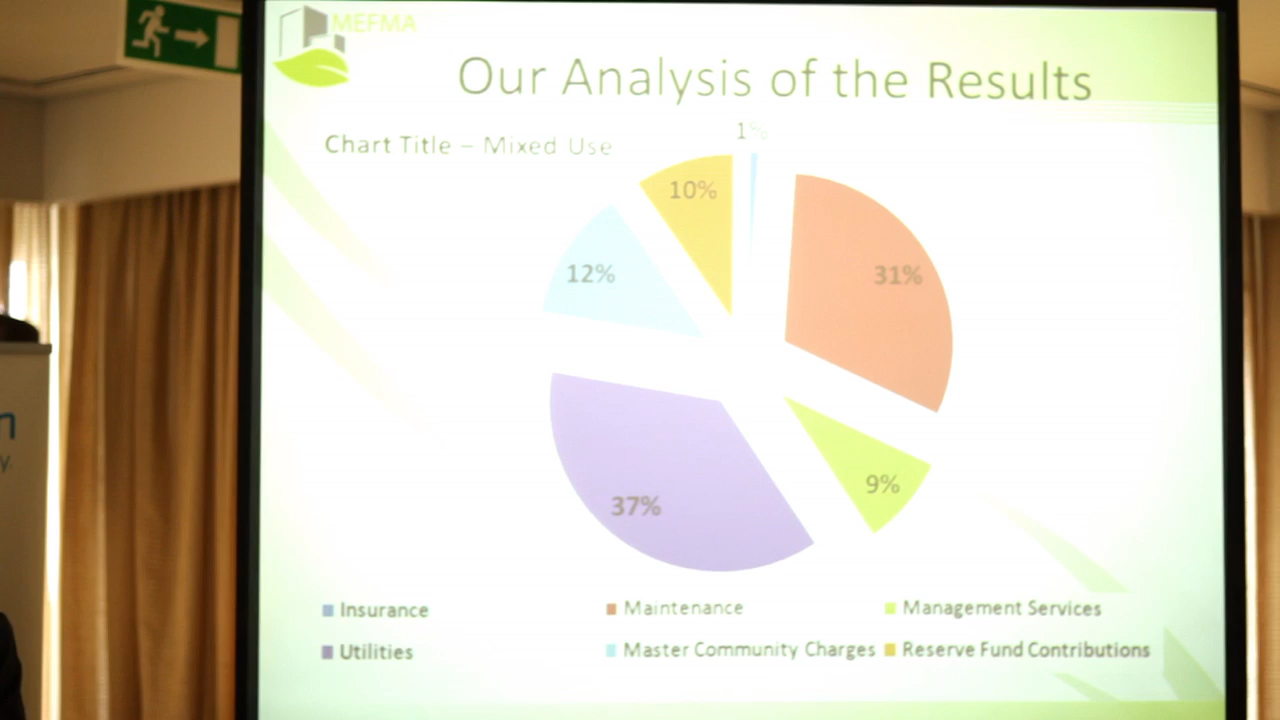 MEFMA
Our Analysis of the Results
Chart Title – Mixed Use
1%
10%
31%
12%
9%
37%
Insurance
Maintenance
Management Services
Utilities
Master Community Charges
Reserve Fund Contributions
n
y.